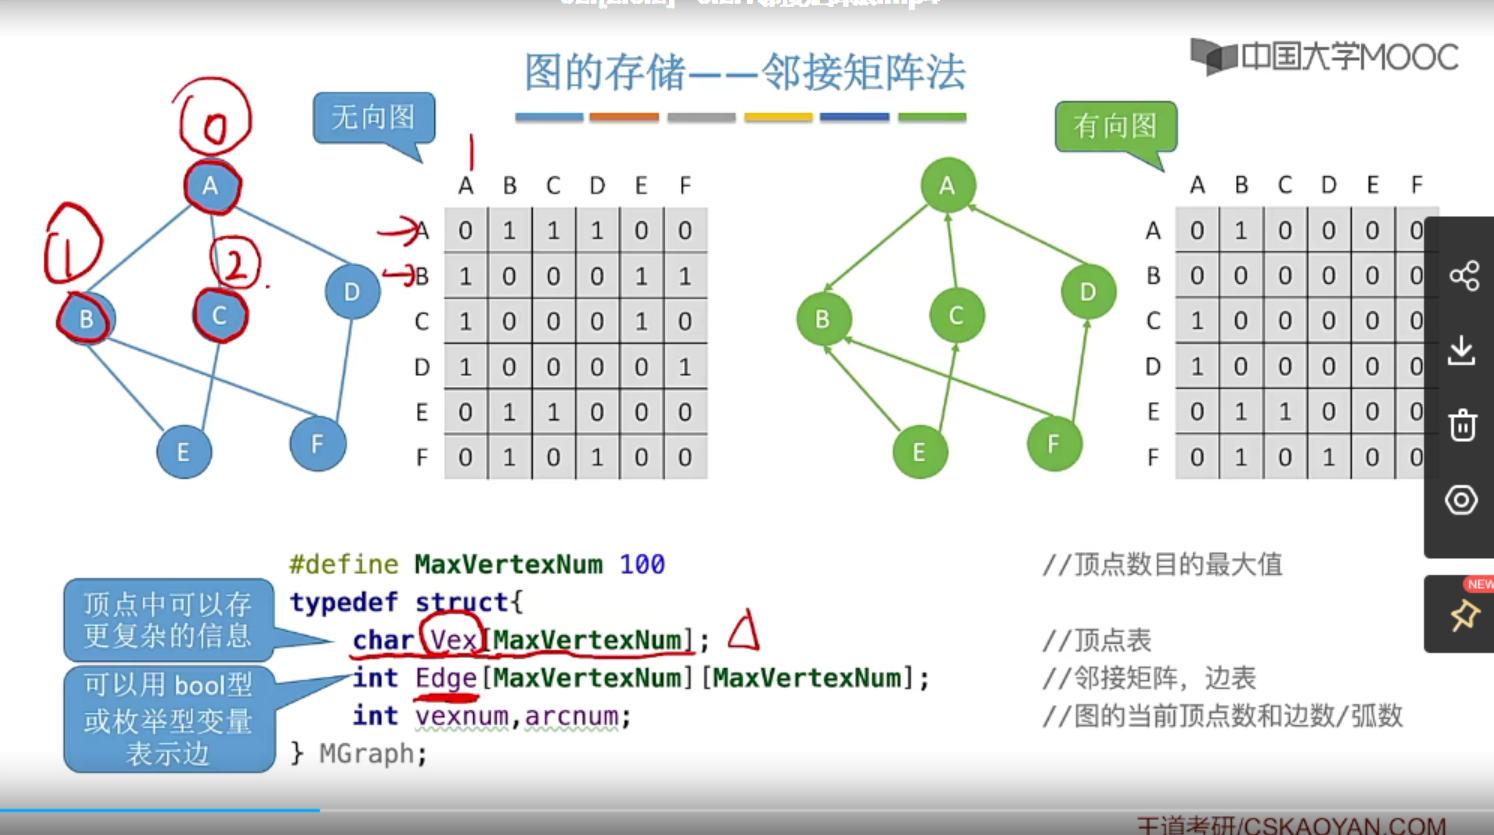 中国大学MOOC
图的存储——邻接矩阵法
无向图
有向图
0
1
2
A
B
C
D
E
F
A B C D E F
A 0 1 1 1 0 0
B 1 0 0 0 1 1
C 1 0 0 0 1 0
D 1 0 0 0 0 1
E 0 1 1 0 0 0
F 0 1 0 1 0 0
A
B
C
D
E
F
A B C D E F
A 0 1 0 0 0 0
B 0 0 0 0 0 0
C 1 0 0 0 0 0
D 1 0 0 0 0 0
E 0 1 1 0 0 0
F 0 1 0 1 0 0
NEW
顶点中可以存
更复杂的信息
可以用 bool型
或枚举型变量
表示边
#define MaxVertexNum 100 //顶点数目的最大值
typedef struct{
char Vex[MaxVertexNum]; //顶点表
int Edge[MaxVertexNum][MaxVertexNum]; //邻接矩阵，边表
int vexnum,arcnum; //图的当前顶点数和边数/弧数
} MGraph;
王道考研/CSKAOYAN.COM